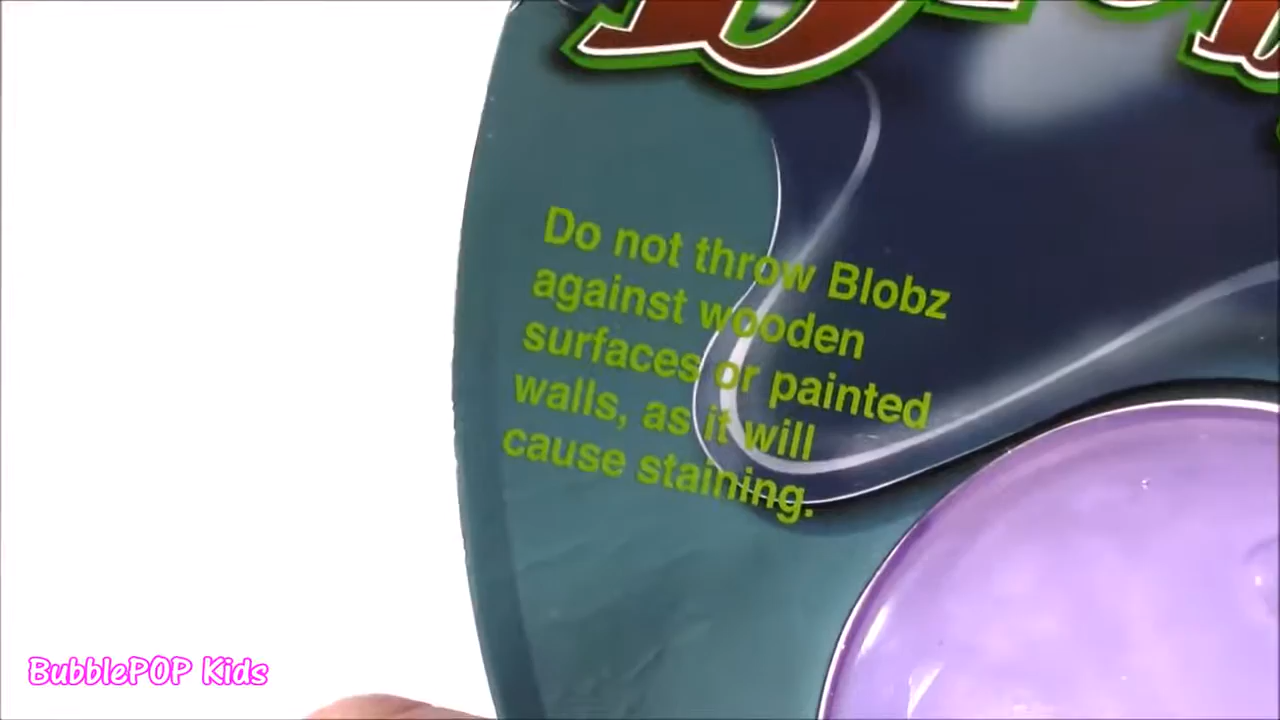 Do not throw Blobz
against wooden
surfaces or painted
walls, as it will
cause staining.
BubblePOP Kids